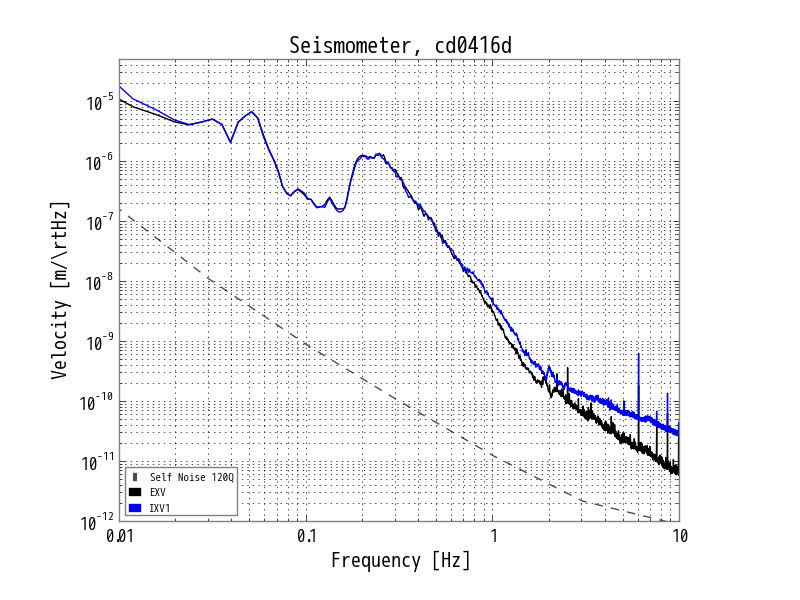 Seismometer, cd0416d
Velocity [m/\rtHz]
10-5
10-6
10-7
10-8
10-9
10-10
10-11
10-12
Self Noise 120Q
EXV
IXV1
0.01
0.1
1
10
Frequency [Hz]